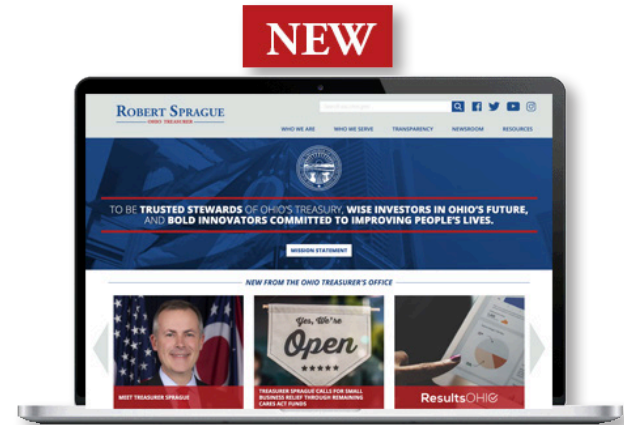 NEW
ROBERT SPRAGUE
OHIO TREASURER
WHO WE ARE WHO WE SERVE TRANSPARENCY NEWSROOM RESOURCES
TO BE TRUSTED STEWARDS OF OHIO'S TREASURY, WISE INVESTORS IN OHIO'S FUTURE,
AND BOLD INNOVATORS COMMITTED TO IMPROVING PEOPLE'S LIVES.
MISSION STATEMENT
NEW FROM THE OHIO TREASURER'S OFFICE
Yes, We're
Open
MEET TREASURER SPRAGUE
TREASURER SPRAGUE CALLS FOR SMALL
BUSINESS RELIEF THROUGH REMAINING
CARES ACT FUNDS
ResultsOHIO